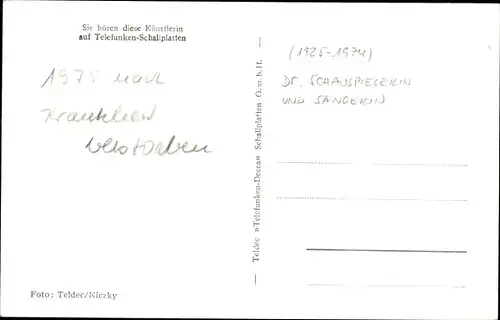 Sie hören diese Künstlerin
auf Telefunken-Schallplatten
1975 nach
Krankheit
verstorben
Foto: Teldec/Niczky
— Teldec »Telefunken-Decca« Schallplatten G.m.b.H. —
(1925-1974)
DT. SCHAUSPIELERIN
UND SÄNGERIN